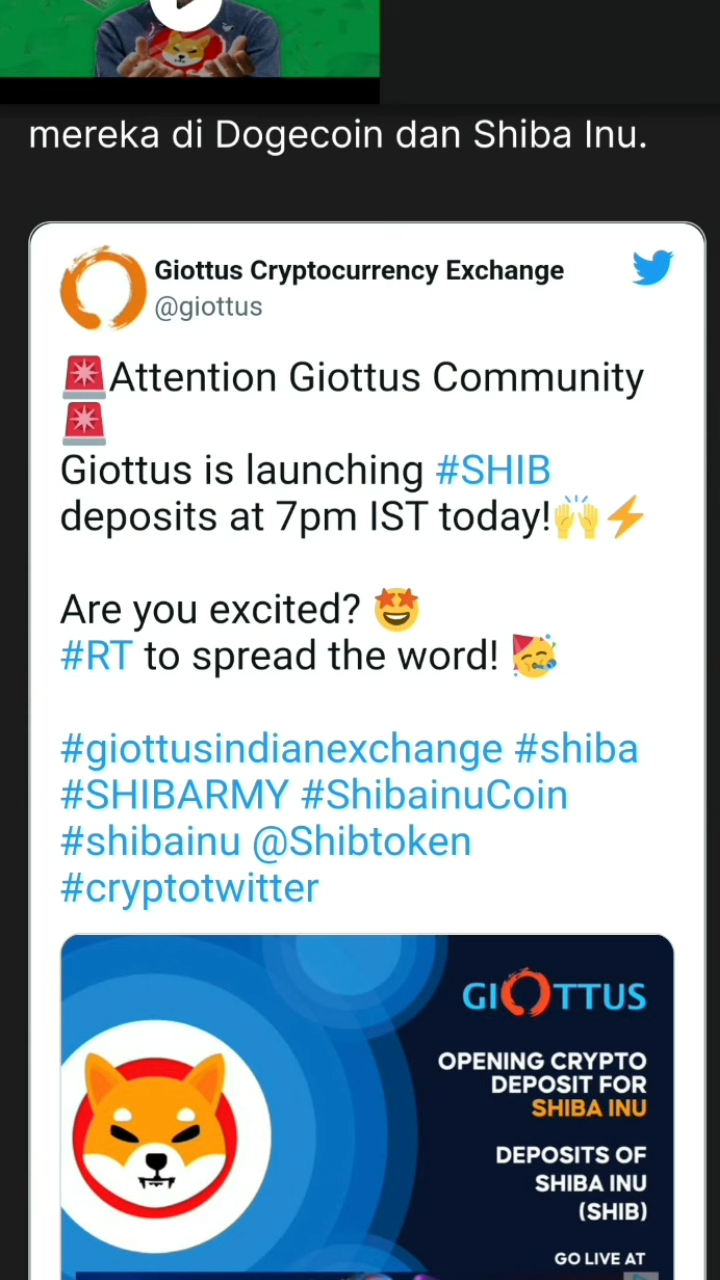 mereka di Dogecoin dan Shiba Inu.
Giottus Cryptocurrency Exchange
@giottus
🚨Attention Giottus Community
🚨
Giottus is launching #SHIB
deposits at 7pm IST today!🙌⚡
Are you excited? 🤩
#RT to spread the word! 🥳
#giottusindianexchange #shiba
#SHIBARMY #ShibainuCoin
#shibainu @Shibtoken
#cryptotwitter
GIOTTUS
OPENING CRYPTO
DEPOSIT FOR
SHIBA INU
DEPOSITS OF
SHIBA INU
(SHIB)
GO LIVE AT